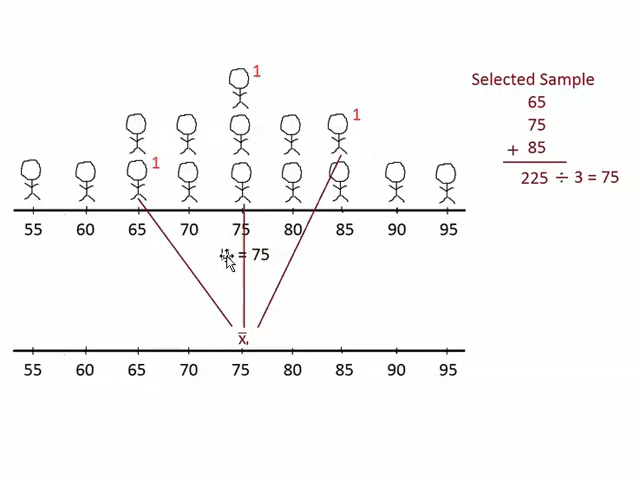 1
1
1
55 60 65 70 75 80 85 90 95
= 75
x̄,
55 60 65 70 75 80 85 90 95
Selected Sample
65
75
+ 85
225 ÷ 3 = 75